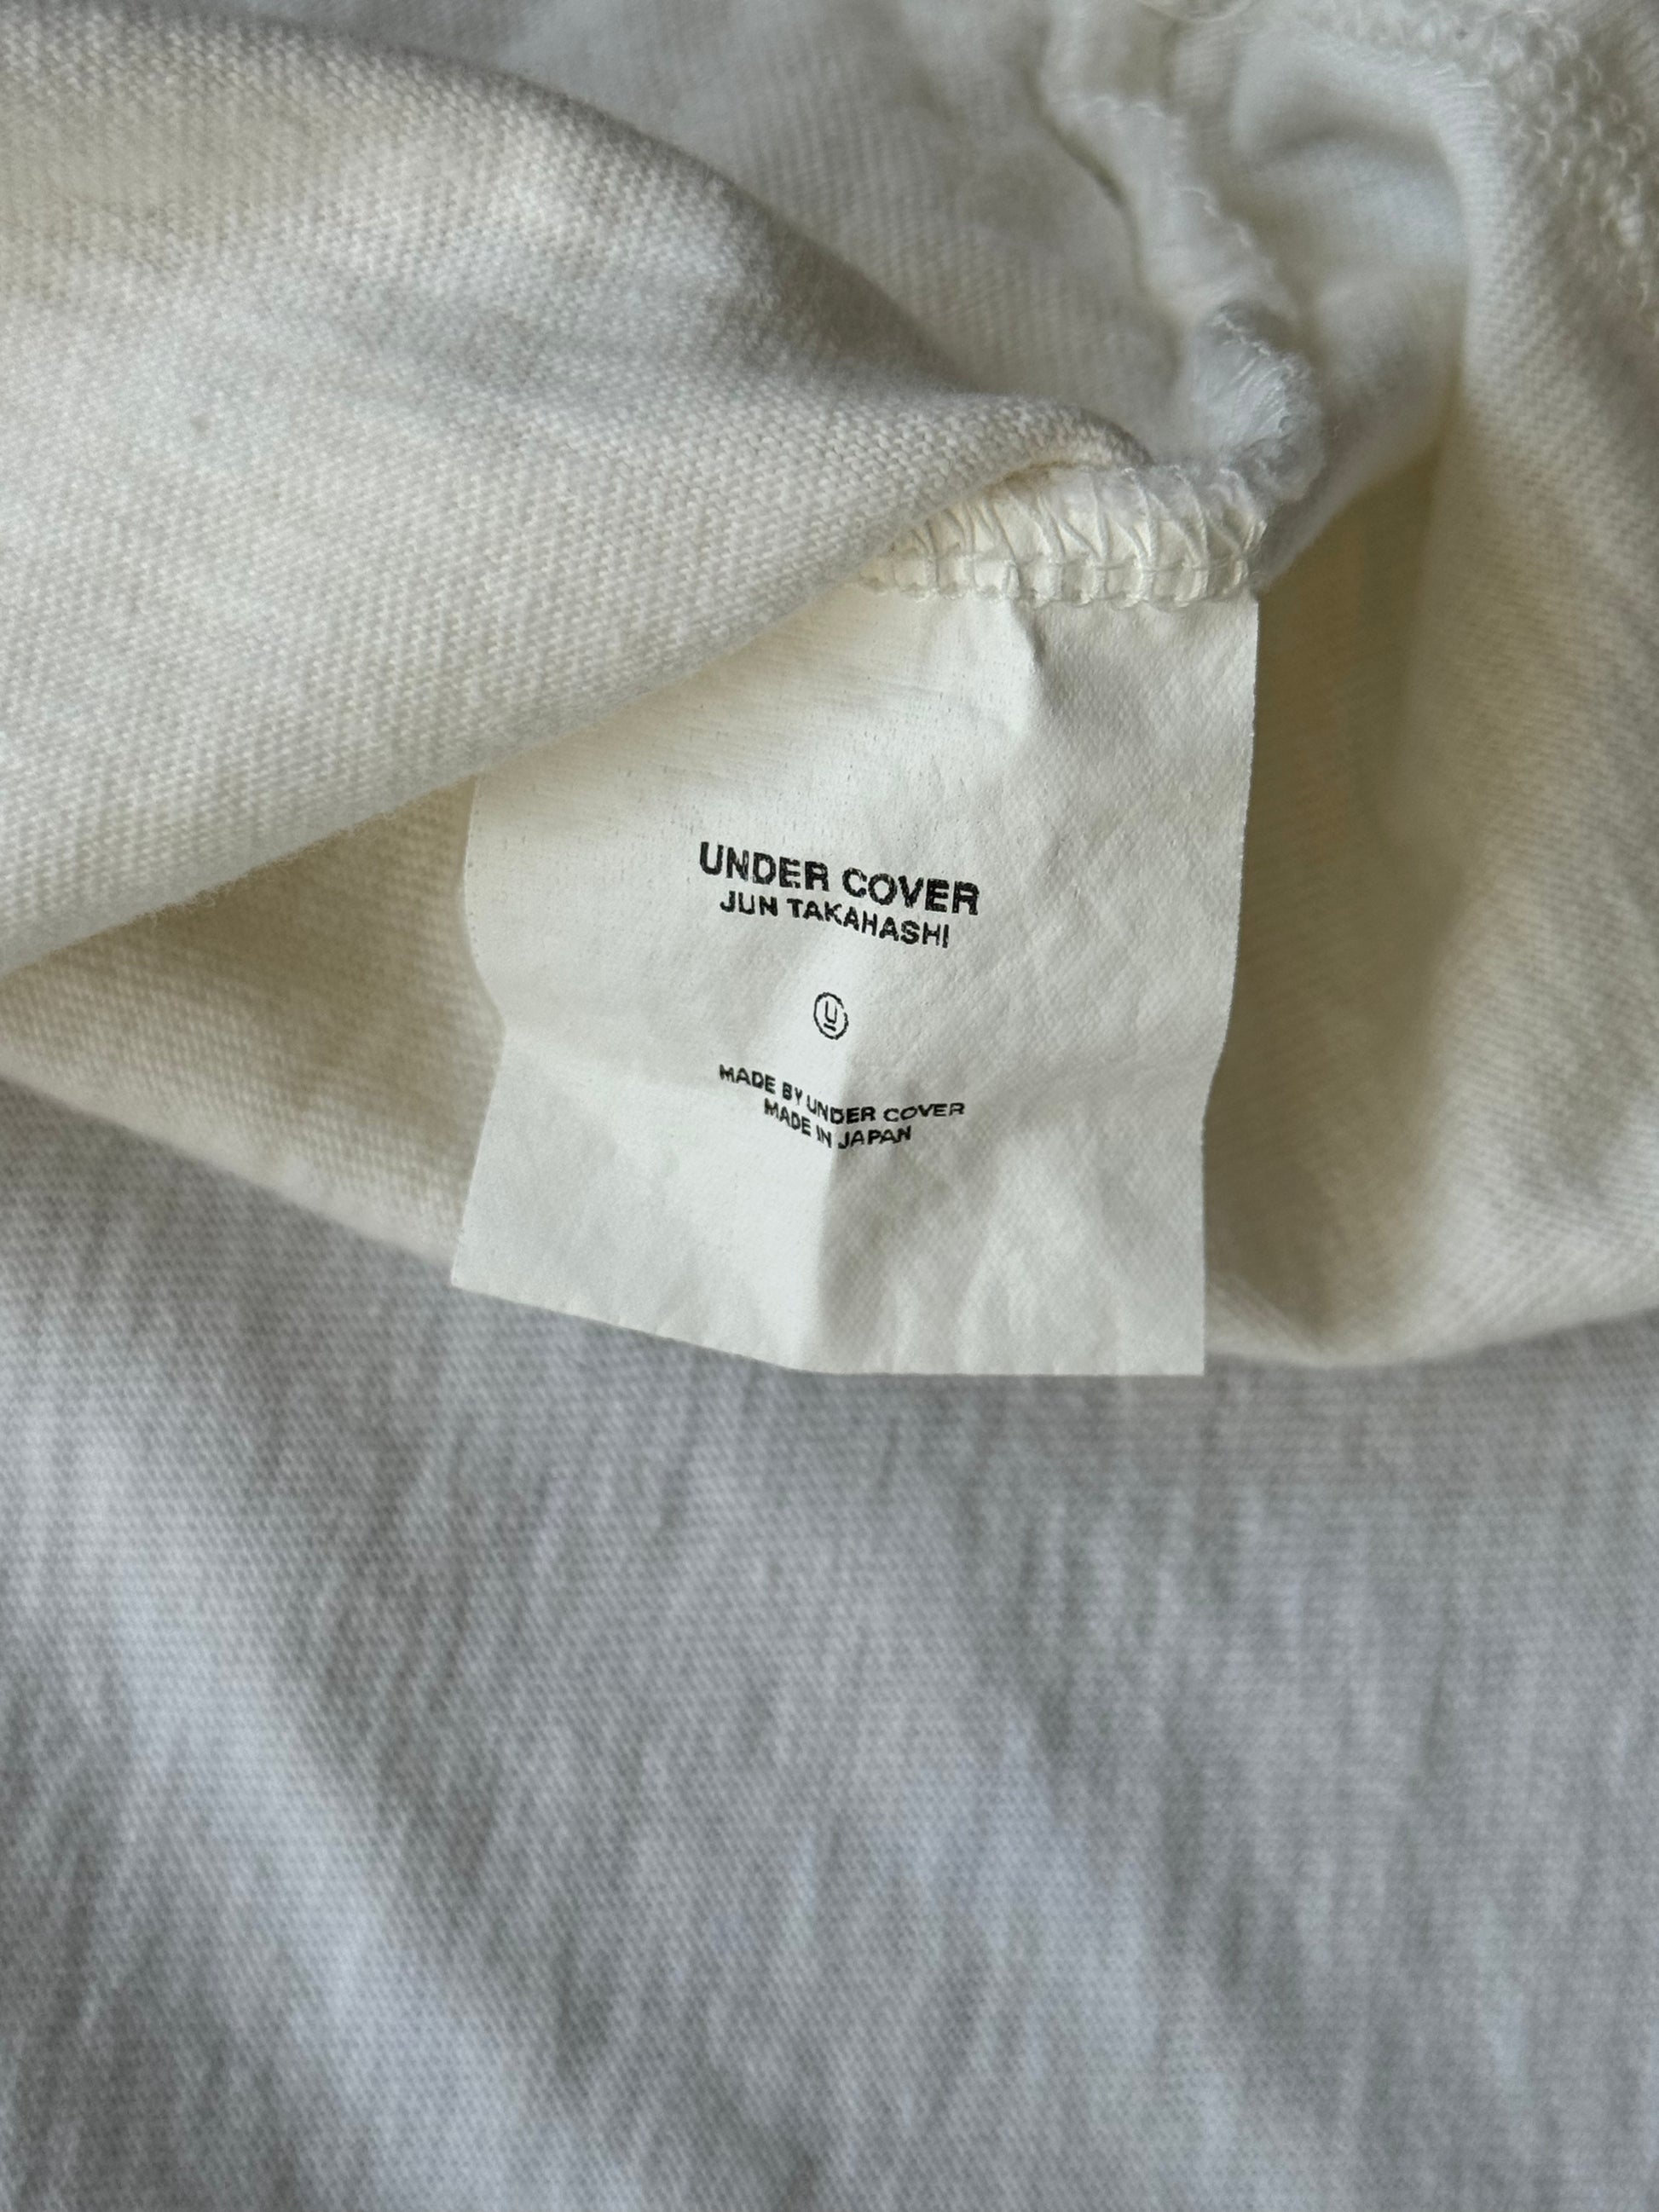 UNDER COVER
JUN TAKAHASHI
U
MADE BY UNDER COVER
MADE IN JAPAN